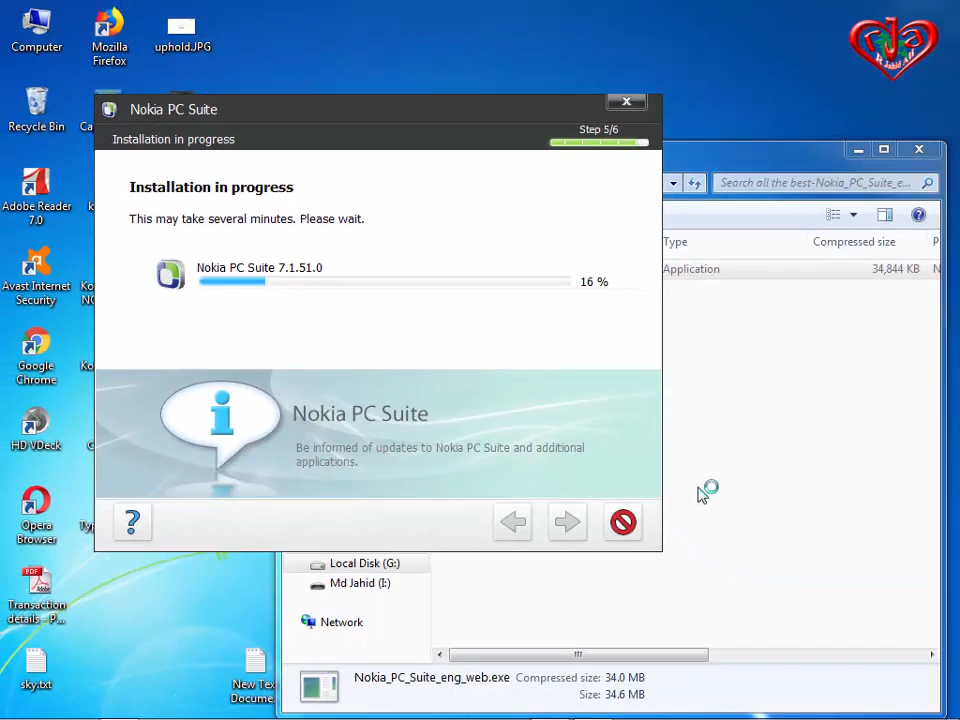 Computer
Mozilla
Firefox
uphold.JPG
Recycle Bin
Adobe Reader
7.0
Avast Internet
Security
Google
Chrome
HD VDeck
Opera
Browser
Transaction
details - P...
sky.txt
New Text
Docume...
Nokia PC Suite
Installation in progress
Step 5/6
Installation in progress
This may take several minutes. Please wait.
Nokia PC Suite 7.1.51.0
16 %
Nokia PC Suite
Be informed of updates to Nokia PC Suite and additional
applications.
Search all the best-Nokia_PC_Suite_e...
Type
Compressed size
P
Application
34,844 KB
N
Local Disk (G:)
Md Jahid (I:)
Network
Nokia_PC_Suite_eng_web.exe
Compressed size: 34.0 MB
Size: 34.6 MB